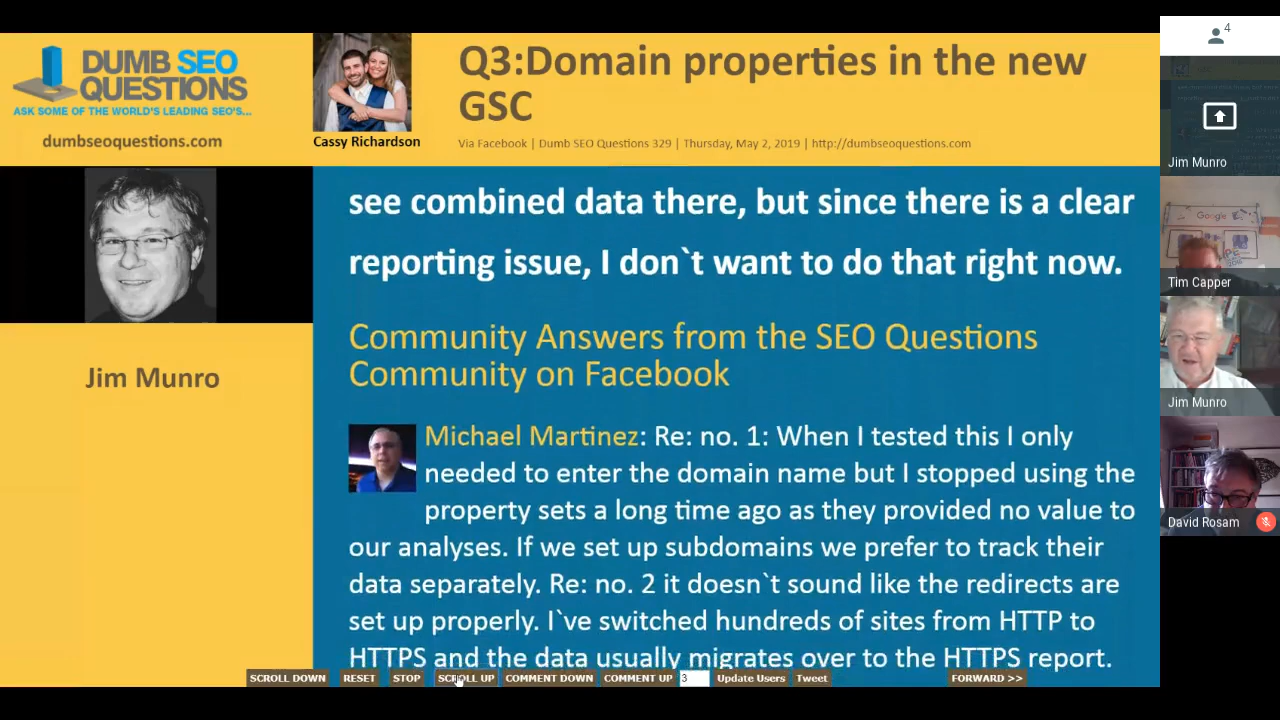 DUMB SEO
QUESTIONS
ASK SOME OF THE WORLD'S LEADING SEO'S...
dumbseoquestions.com
Cassy Richardson
Q3:Domain properties in the new
GSC
Via Facebook | Dumb SEO Questions 329 | Thursday, May 2, 2019 | http://dumbseoquestions.com
Jim Munro
see combined data there, but since there is a clear
reporting issue, I don`t want to do that right now.
Community Answers from the SEO Questions
Community on Facebook
Michael Martinez: Re: no. 1: When I tested this I only
needed to enter the domain name but I stopped using the
property sets a long time ago as they provided no value to
our analyses. If we set up subdomains we prefer to track their
data separately. Re: no. 2 it doesn`t sound like the redirects are
set up properly. I`ve switched hundreds of sites from HTTP to
HTTPS and the data usually migrates over to the HTTPS report.
SCROLL DOWN RESET STOP SCROLL UP COMMENT DOWN COMMENT UP 3 Update Users Tweet FORWARD >>
4
Jim Munro
Google
Tim Capper
Jim Munro
David Rosam